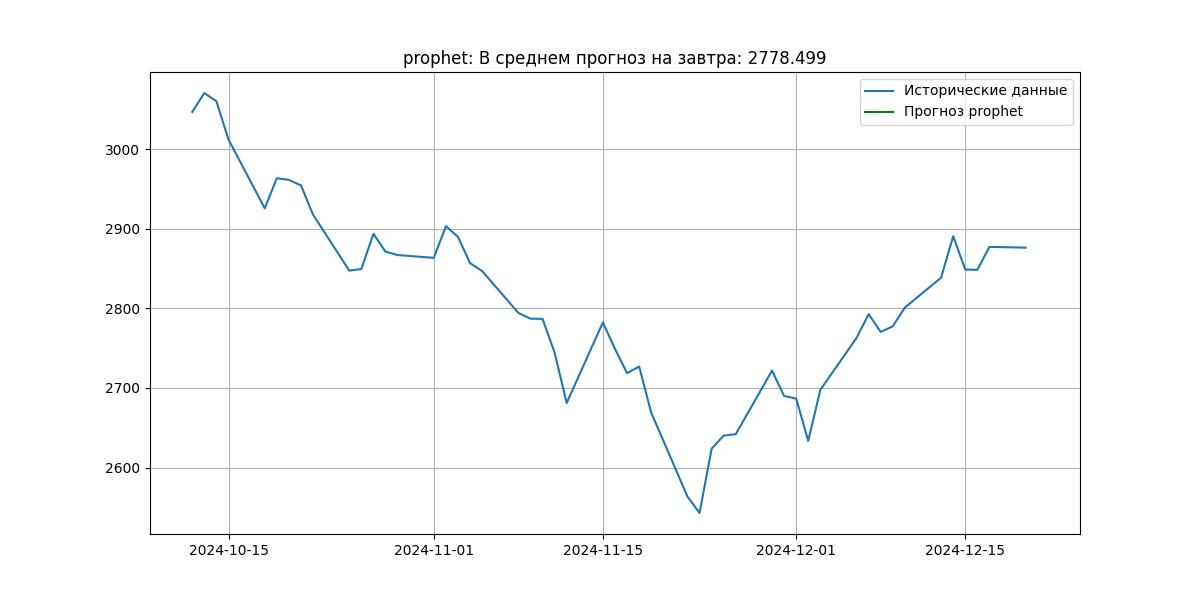 prophet: В среднем прогноз на завтра: 2778.499
Исторические данные
Прогноз prophet
3000
2900
2800
2700
2600
2024-10-15 2024-11-01 2024-11-15 2024-12-01 2024-12-15